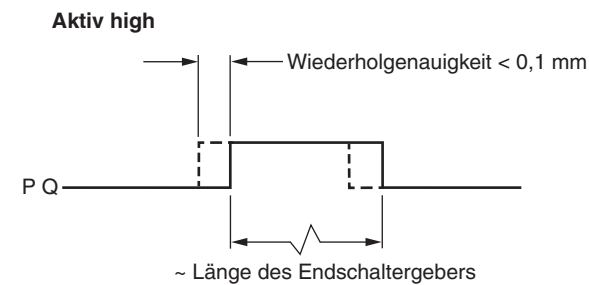 Aktiv high
Wiederholgenauigkeit < 0,1 mm
P Q
~ Länge des Endschaltergebers